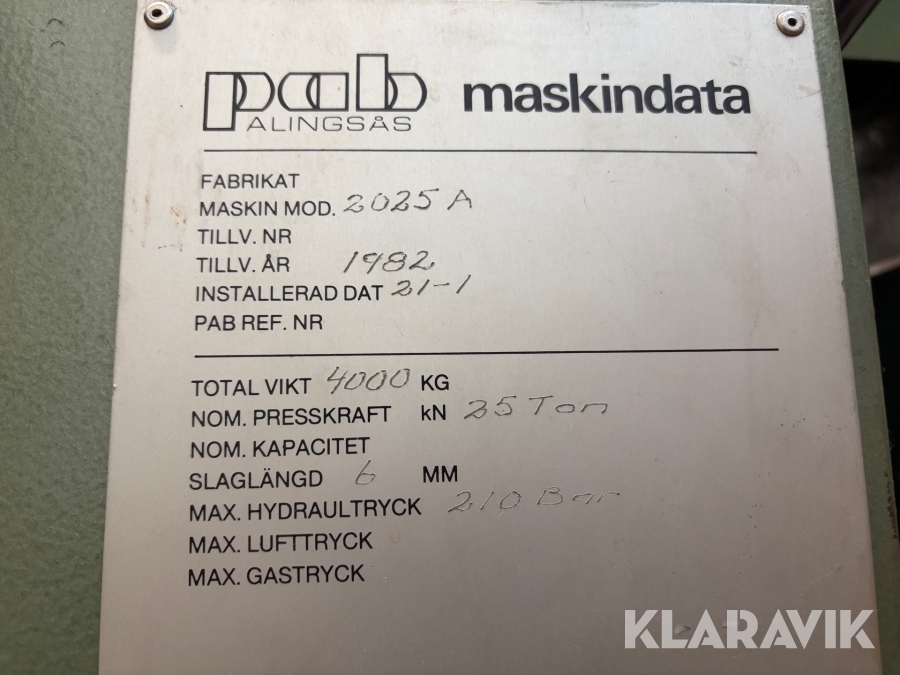 pab maskindata
ALINGSÅS
FABRIKAT
MASKIN MOD. 2025 A
TILLV. NR
TILLV. ÅR 1982
INSTALLERAD DAT 21-1
PAB REF. NR
TOTAL VIKT 4000 KG
NOM. PRESSKRAFT kN 25 Ton
NOM. KAPACITET
SLAGLÄNGD 6 MM
MAX. HYDRAULTRYCK 210 Bar
MAX. LUFTTRYCK
MAX. GASTRYCK
KLARAVIK